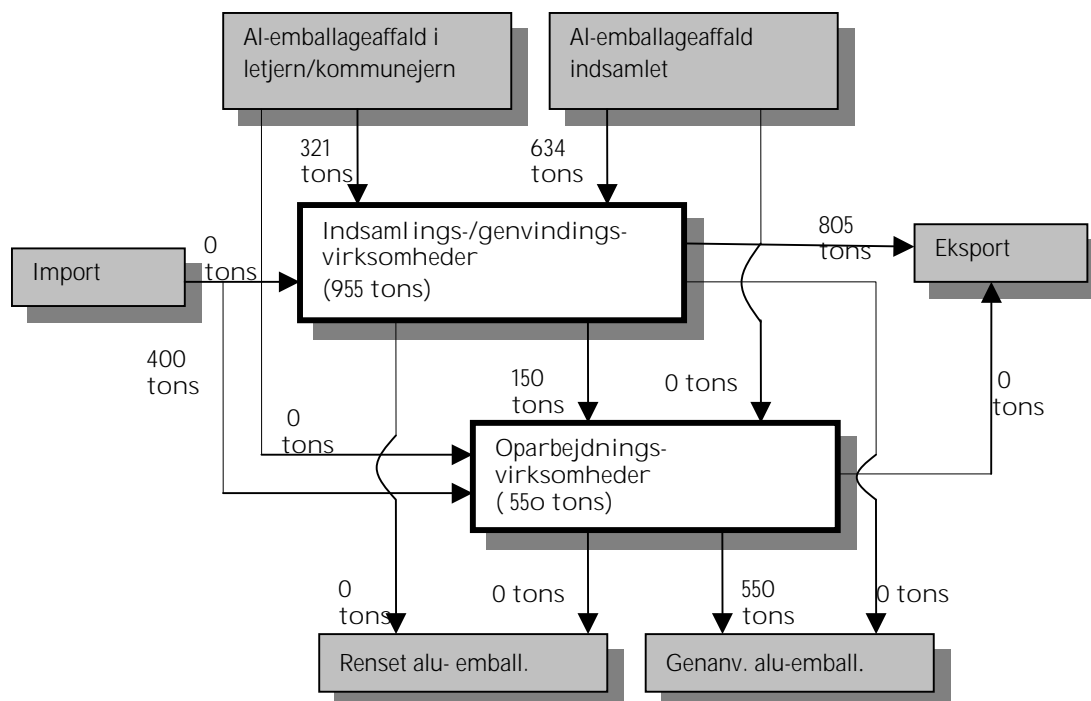 Al-emballageaffald i
letjern/kommunejern
Al-emballageaffald
indsamlet
321
tons
634
tons
Indsamlings-/genvindings-
virksomheder
(955 tons)
805
tons
Eksport
0
tons
Import
400
tons
150
tons
0 tons
0
tons
0
tons
Oparbejdnings-
virksomheder
( 550 tons)
0
tons
0 tons
550
tons
0 tons
Renset alu- emball.
Genanv. alu-emball.